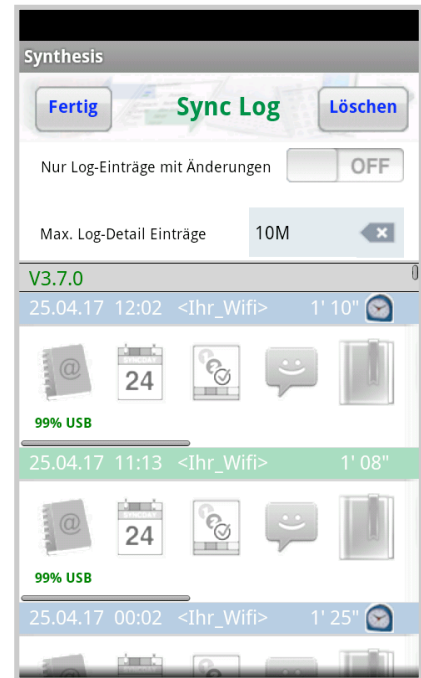 Synthesis
Fertig Sync Log Löschen
Nur Log-Einträge mit Änderungen OFF
Max. Log-Detail Einträge 10M
V3.7.0
25.04.17 12:02 <Ihr_Wifi> 1' 10"
@ 24
99% USB
25.04.17 11:13 <Ihr_Wifi> 1' 08"
@ 24
99% USB
25.04.17 00:02 <Ihr_Wifi> 1' 25"